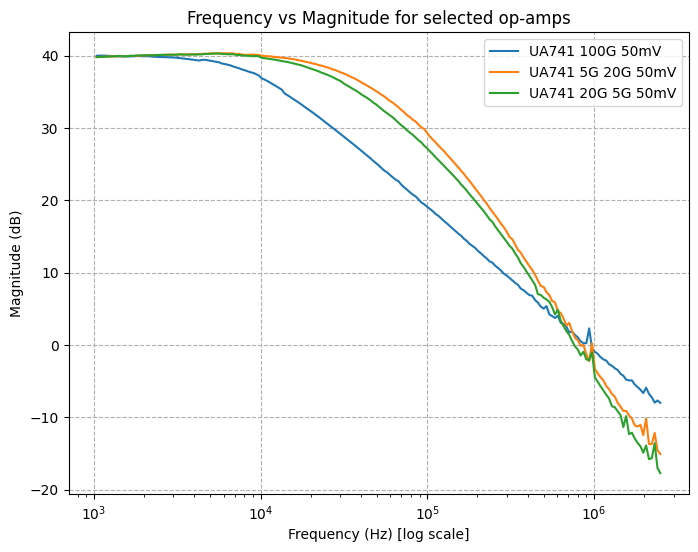 Frequency vs Magnitude for selected op-amps
UA741 100G 50mV
UA741 5G 20G 50mV
UA741 20G 5G 50mV
Magnitude (dB)
40
30
20
10
0
−10
−20
10³ 10⁴ 10⁵ 10⁶
Frequency (Hz) [log scale]